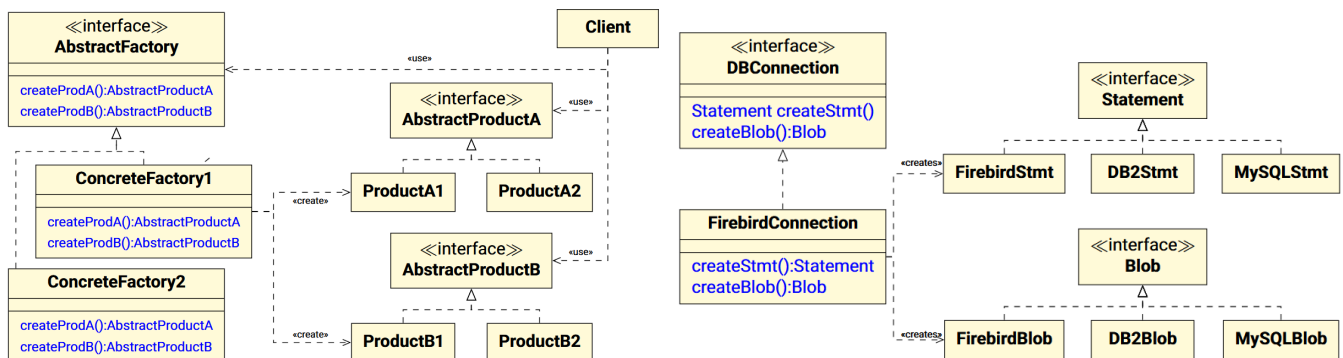 ≪interface≫
AbstractFactory
createProdA():AbstractProductA
createProdB():AbstractProductB
Client
«use»
≪interface≫
AbstractProductA
«use»
ConcreteFactory1
createProdA():AbstractProductA
createProdB():AbstractProductB
«create»
ProductA1
ProductA2
≪interface≫
AbstractProductB
«use»
ConcreteFactory2
createProdA():AbstractProductA
createProdB():AbstractProductB
«create»
ProductB1
ProductB2
≪interface≫
DBConnection
Statement createStmt()
createBlob():Blob
≪interface≫
Statement
«creates»
FirebirdStmt
DB2Stmt
MySQLStmt
FirebirdConnection
createStmt():Statement
createBlob():Blob
≪interface≫
Blob
«creates»
FirebirdBlob
DB2Blob
MySQLBlob